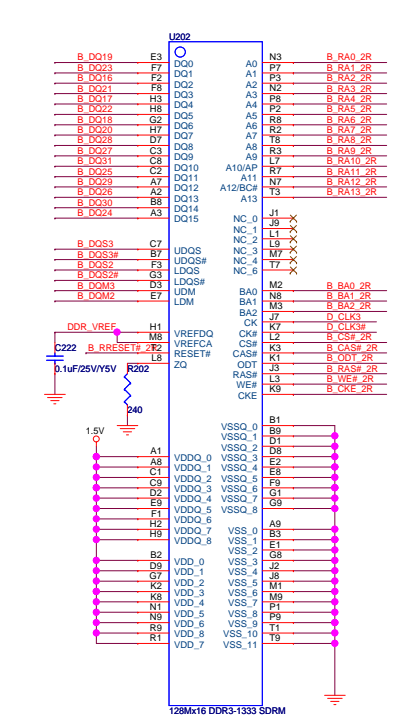 U202
B_DQ19 E3 DQ0 A0 N3 B_RA0_2R
B_DQ23 F7 DQ1 A1 P7 B_RA1_2R
B_DQ16 F2 DQ2 A2 P3 B_RA2_2R
B_DQ21 F8 DQ3 A3 N2 B_RA3_2R
B_DQ17 H3 DQ4 A4 P8 B_RA4_2R
B_DQ22 H8 DQ5 A5 P2 B_RA5_2R
B_DQ18 G2 DQ6 A6 R8 B_RA6_2R
B_DQ20 H7 DQ7 A7 R2 B_RA7_2R
B_DQ28 D7 DQ8 A8 T8 B_RA8_2R
B_DQ27 C3 DQ9 A9 R3 B_RA9_2R
B_DQ31 C8 DQ10 A10/AP L7 B_RA10_2R
B_DQ25 C2 DQ11 A11 R7 B_RA11_2R
B_DQ29 A7 DQ12 A12/BC# N7 B_RA12_2R
B_DQ26 A2 DQ13 A13 T3 B_RA13_2R
B_DQ30 B8 DQ14
B_DQ24 A3 DQ15 NC_0 J1
NC_1 J9
NC_2 L1
B_DQS3 C7 UDQS NC_3 L9
B_DQS3# B7 UDQS# NC_4 M7
B_DQS2 F3 LDQS NC_6 T7
B_DQS2# G3 LDQS#
B_DQM3 D3 UDM BA0 M2 B_BA0_2R
B_DQM2 E7 LDM BA1 N8 B_BA1_2R
BA2 M3 B_BA2_2R
CK J7 D_CLK3
DDR_VREF H1 VREFDQ CK# K7 D_CLK3#
M8 VREFCA CS# L2 B_CS#_2R
C222 B_RRESET#_2R T2 RESET# CAS# K3 B_CAS#_2R
L8 ZQ ODT K1 B_ODT_2R
0.1uF/25V/Y5V R202 RAS# J3 B_RAS#_2R
WE# L3 B_WE#_2R
CKE K9 B_CKE_2R
240
VSSQ_0 B1
1.5V VSSQ_1 B9
VSSQ_2 D1
A1 VDDQ_0 VSSQ_3 D8
A8 VDDQ_1 VSSQ_4 E2
C1 VDDQ_2 VSSQ_5 E8
C9 VDDQ_3 VSSQ_6 F9
D2 VDDQ_4 VSSQ_7 G1
E9 VDDQ_5 VSSQ_8 G9
F1 VDDQ_6
H2 VDDQ_7 VSS_0 A9
H9 VDDQ_8 VSS_1 B3
VSS_2 E1
B2 VDD_0 VSS_3 G8
D9 VDD_1 VSS_4 J2
G7 VDD_2 VSS_5 J8
K2 VDD_3 VSS_6 M1
K8 VDD_4 VSS_7 M9
N1 VDD_5 VSS_8 P1
N9 VDD_6 VSS_9 P9
R9 VDD_8 VSS_10 T1
R1 VDD_7 VSS_11 T9
128Mx16 DDR3-1333 SDRM